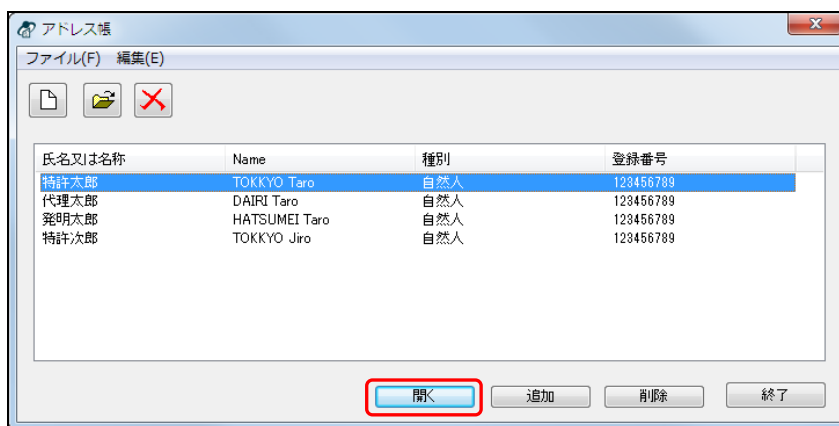 アドレス帳
ファイル(F) 編集(E)
氏名又は名称 Name 種別 登録番号
特許太郎 TOKKYO Taro 自然人 123456789
代理太郎 DAIRI Taro 自然人 123456789
発明太郎 HATSUMEI Taro 自然人 123456789
特許次郎 TOKKYO Jiro 自然人 123456789
開く 追加 削除 終了